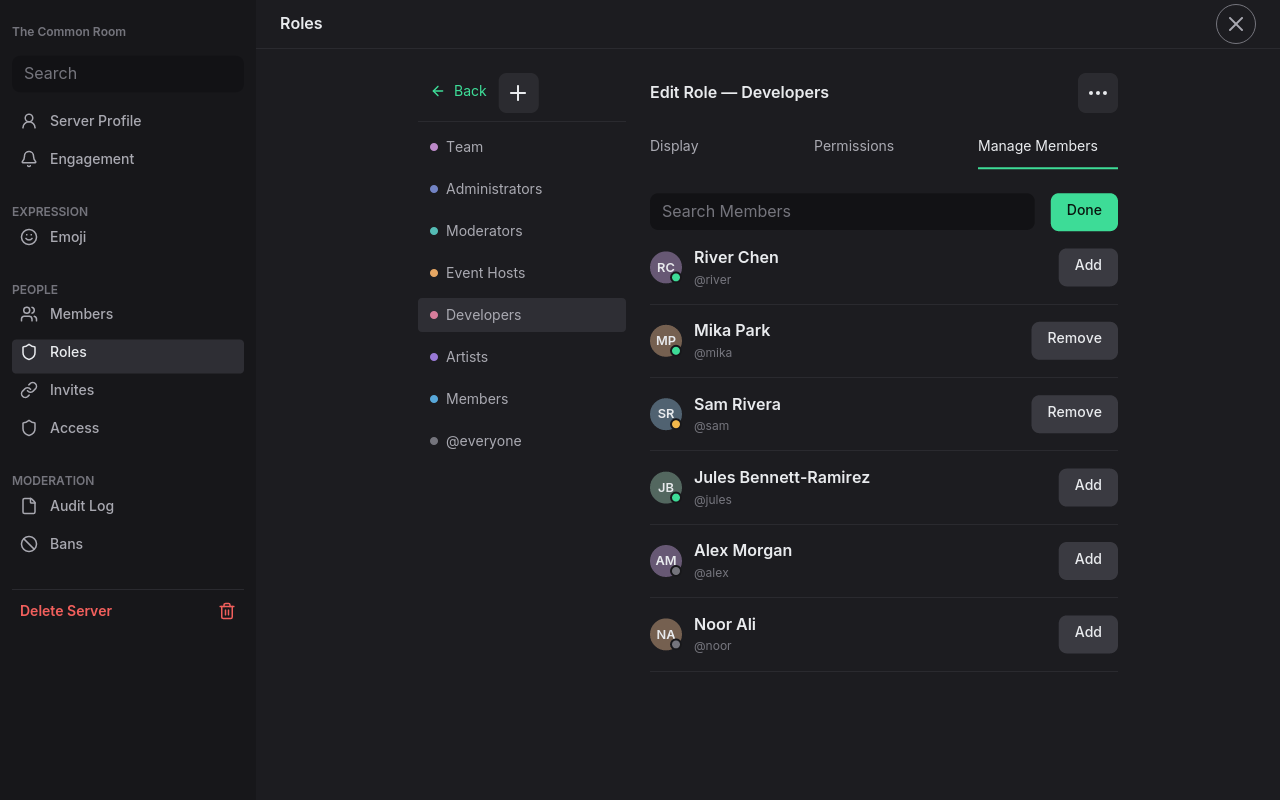 The Common Room
Search
Server Profile
Engagement
EXPRESSION
Emoji
PEOPLE
Members
Roles
Invites
Access
MODERATION
Audit Log
Bans
Delete Server
Roles
Back
Team
Administrators
Moderators
Event Hosts
Developers
Artists
Members
@everyone
Edit Role — Developers
Display
Permissions
Manage Members
Search Members
Done
RC
River Chen
@river
Add
MP
Mika Park
@mika
Remove
SR
Sam Rivera
@sam
Remove
JB
Jules Bennett-Ramirez
@jules
Add
AM
Alex Morgan
@alex
Add
NA
Noor Ali
@noor
Add